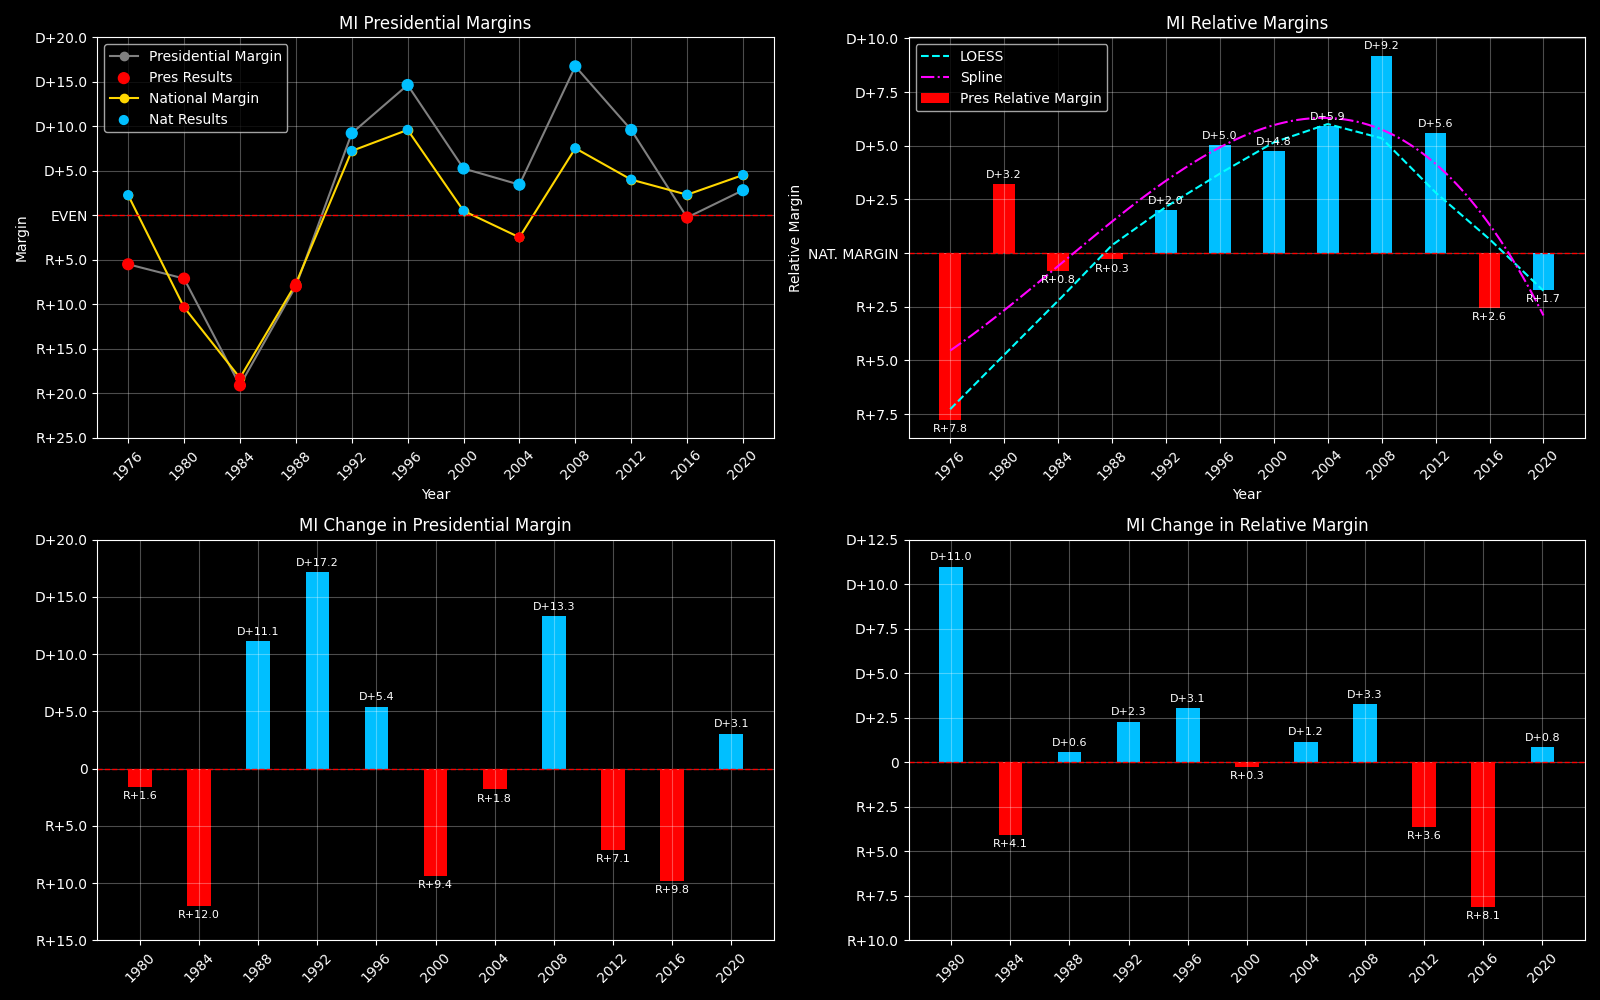 MI Presidential Margins
D+20.0
D+15.0
D+10.0
D+5.0
EVEN
R+5.0
R+10.0
R+15.0
R+20.0
R+25.0
Margin
Presidential Margin
Pres Results
National Margin
Nat Results
1976 1980 1984 1988 1992 1996 2000 2004 2008 2012 2016 2020
Year
MI Relative Margins
D+10.0
D+7.5
D+5.0
D+2.5
NAT. MARGIN
R+2.5
R+5.0
R+7.5
Relative Margin
LOESS
Spline
Pres Relative Margin
R+7.8
D+3.2
R+0.8
R+0.3
D+2.0
D+5.0
D+4.8
D+5.9
D+9.2
D+5.6
R+2.6
R+1.7
1976 1980 1984 1988 1992 1996 2000 2004 2008 2012 2016 2020
Year
MI Change in Presidential Margin
D+20.0
D+15.0
D+10.0
D+5.0
0
R+5.0
R+10.0
R+15.0
R+1.6
R+12.0
D+11.1
D+17.2
D+5.4
R+9.4
R+1.8
D+13.3
R+7.1
R+9.8
D+3.1
1980 1984 1988 1992 1996 2000 2004 2008 2012 2016 2020
MI Change in Relative Margin
D+12.5
D+10.0
D+7.5
D+5.0
D+2.5
0
R+2.5
R+5.0
R+7.5
R+10.0
D+11.0
R+4.1
D+0.6
D+2.3
D+3.1
R+0.3
D+1.2
D+3.3
R+3.6
R+8.1
D+0.8
1980 1984 1988 1992 1996 2000 2004 2008 2012 2016 2020